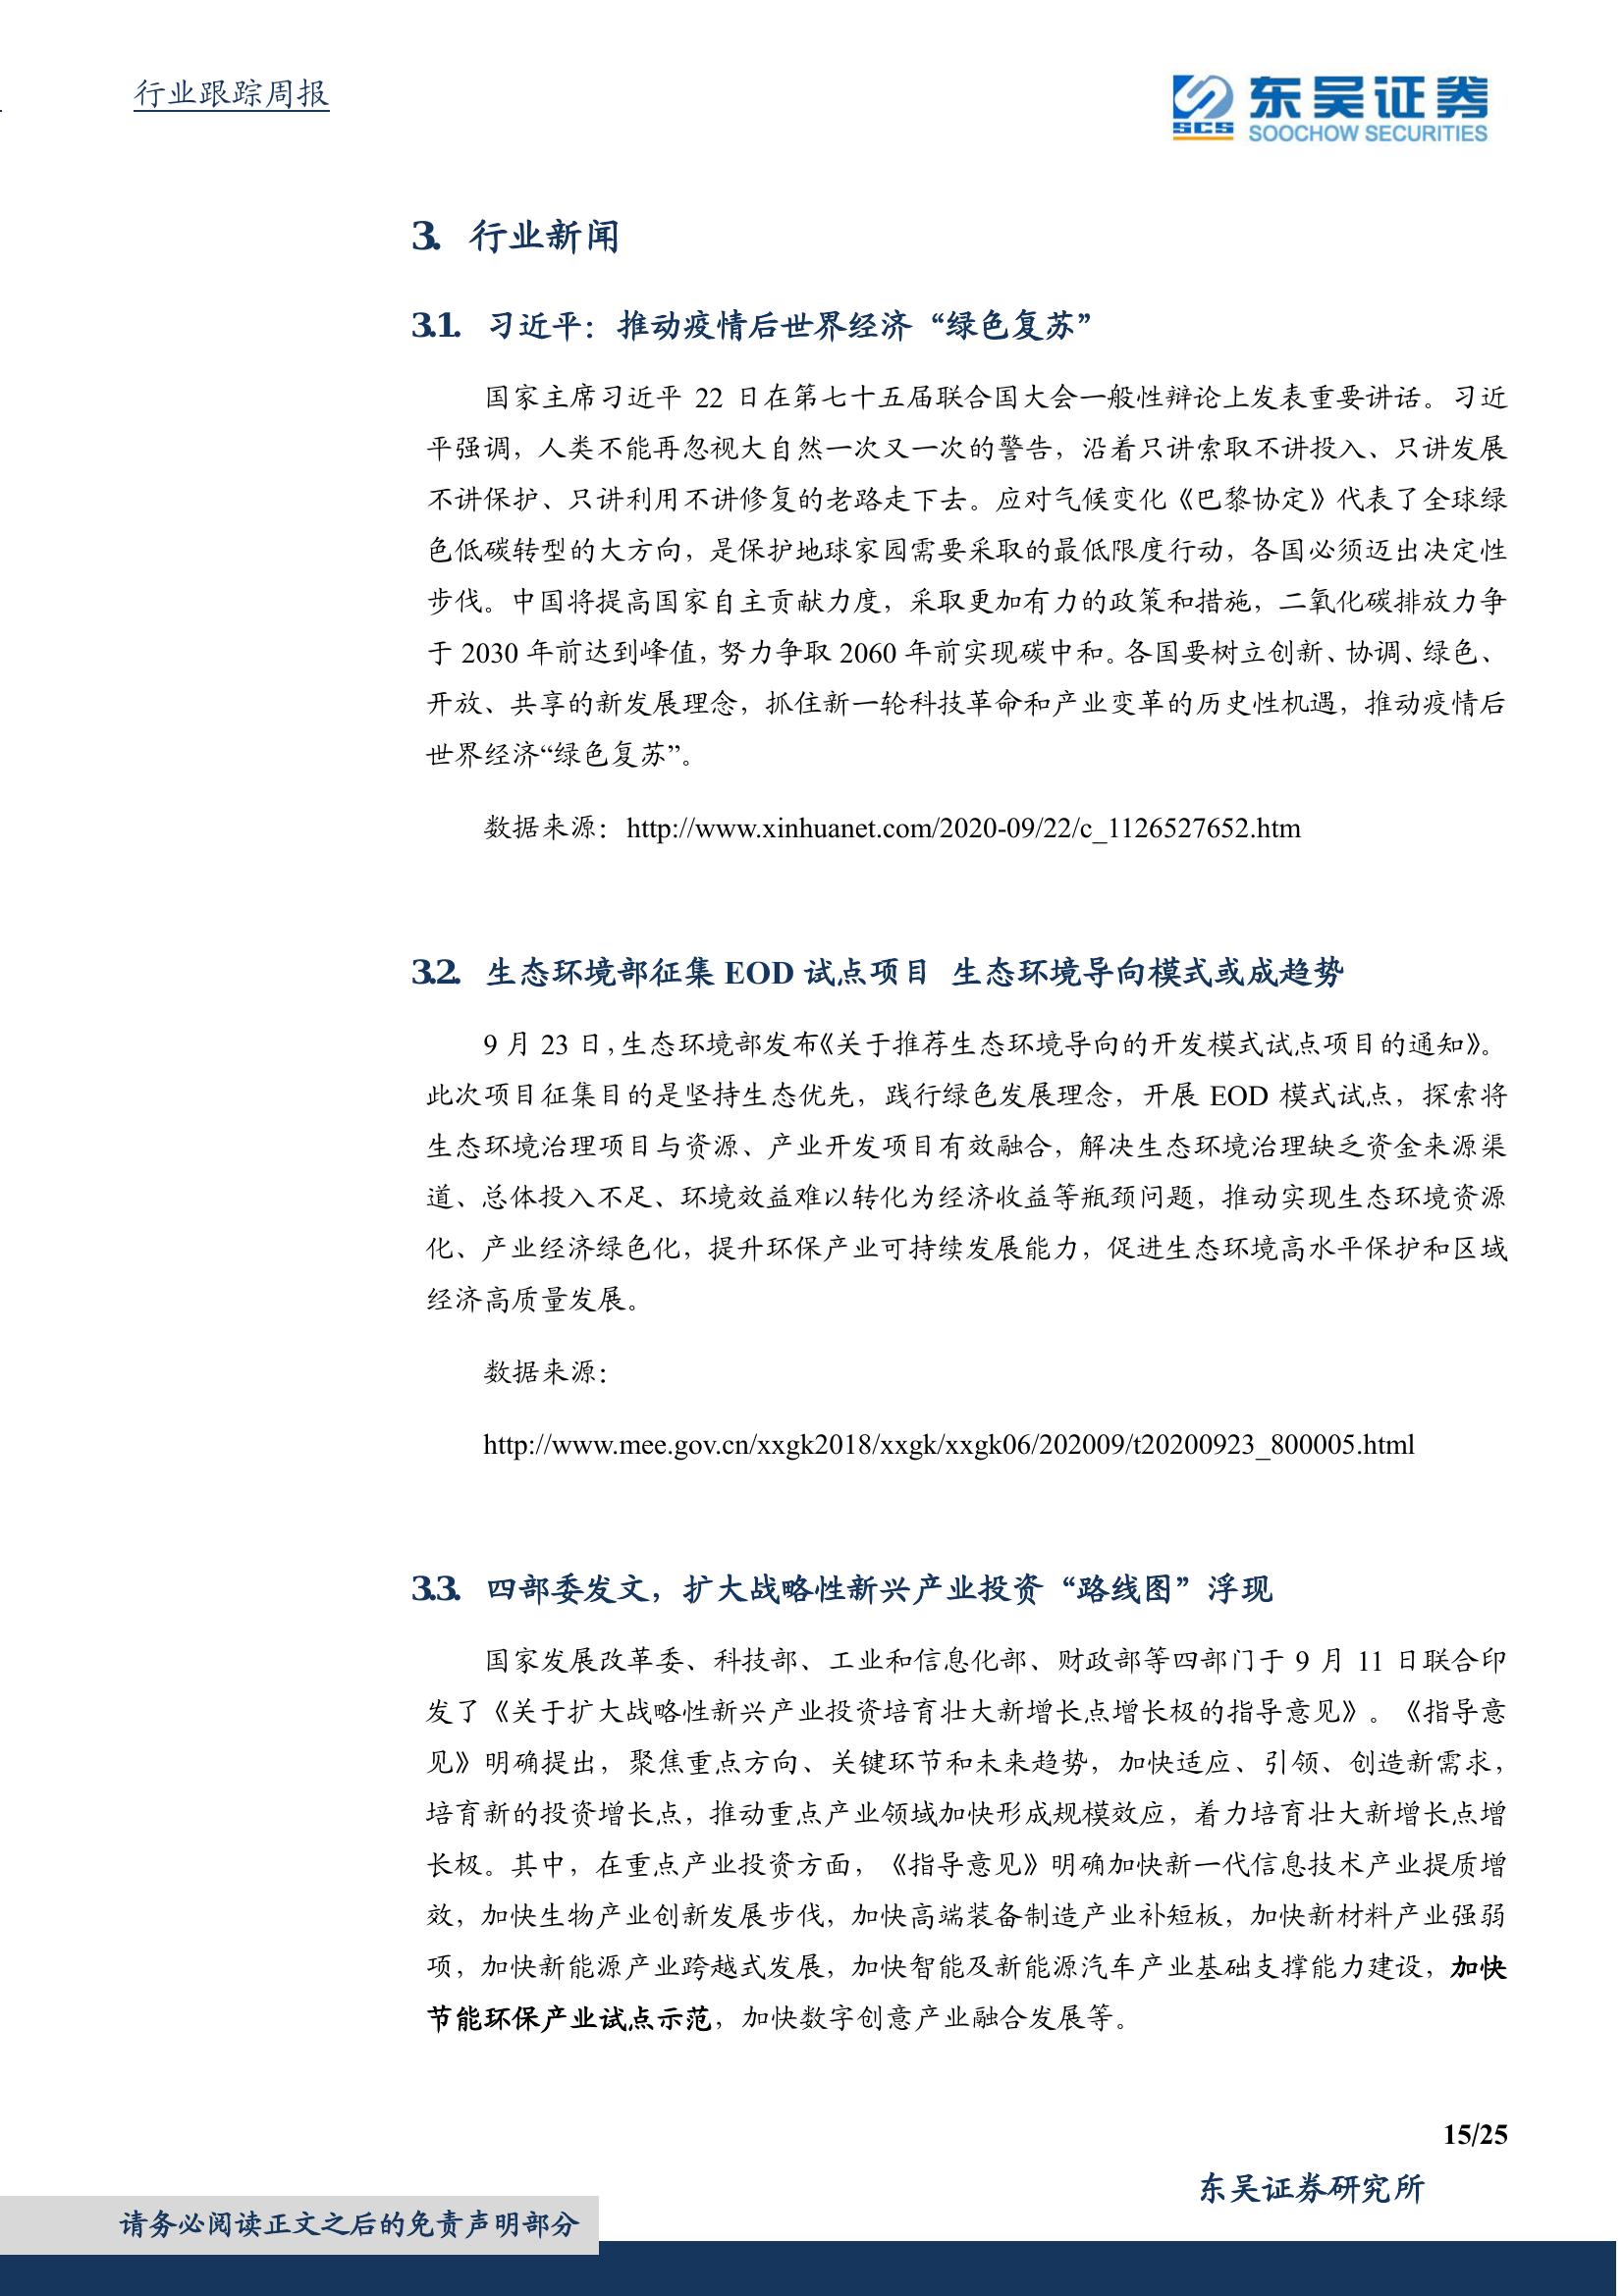 行业跟踪周报
SCS
东吴证券
SOOCHOW SECURITIES
3. 行业新闻
3.1. 习近平：推动疫情后世界经济“绿色复苏”
国家主席习近平 22 日在第七十五届联合国大会一般性辩论上发表重要讲话。习近
平强调，人类不能再忽视大自然一次又一次的警告，沿着只讲索取不讲投入、只讲发展
不讲保护、只讲利用不讲修复的老路走下去。应对气候变化《巴黎协定》代表了全球绿
色低碳转型的大方向，是保护地球家园需要采取的最低限度行动，各国必须迈出决定性
步伐。中国将提高国家自主贡献力度，采取更加有力的政策和措施，二氧化碳排放力争
于 2030 年前达到峰值，努力争取 2060 年前实现碳中和。各国要树立创新、协调、绿色、
开放、共享的新发展理念，抓住新一轮科技革命和产业变革的历史性机遇，推动疫情后
世界经济“绿色复苏”。
数据来源：http://www.xinhuanet.com/2020-09/22/c_1126527652.htm
3.2. 生态环境部征集 EOD 试点项目 生态环境导向模式或成趋势
9 月 23 日，生态环境部发布《关于推荐生态环境导向的开发模式试点项目的通知》。
此次项目征集目的是坚持生态优先，践行绿色发展理念，开展 EOD 模式试点，探索将
生态环境治理项目与资源、产业开发项目有效融合，解决生态环境治理缺乏资金来源渠
道、总体投入不足、环境效益难以转化为经济收益等瓶颈问题，推动实现生态环境资源
化、产业经济绿色化，提升环保产业可持续发展能力，促进生态环境高水平保护和区域
经济高质量发展。
数据来源：
http://www.mee.gov.cn/xxgk2018/xxgk/xxgk06/202009/t20200923_800005.html
3.3. 四部委发文，扩大战略性新兴产业投资“路线图”浮现
国家发展改革委、科技部、工业和信息化部、财政部等四部门于 9 月 11 日联合印
发了《关于扩大战略性新兴产业投资培育壮大新增长点增长极的指导意见》。《指导意
见》明确提出，聚焦重点方向、关键环节和未来趋势，加快适应、引领、创造新需求，
培育新的投资增长点，推动重点产业领域加快形成规模效应，着力培育壮大新增长点增
长极。其中，在重点产业投资方面，《指导意见》明确加快新一代信息技术产业提质增
效，加快生物产业创新发展步伐，加快高端装备制造产业补短板，加快新材料产业强弱
项，加快新能源产业跨越式发展，加快智能及新能源汽车产业基础支撑能力建设，加快
节能环保产业试点示范，加快数字创意产业融合发展等。
15/25
东吴证券研究所
请务必阅读正文之后的免责声明部分